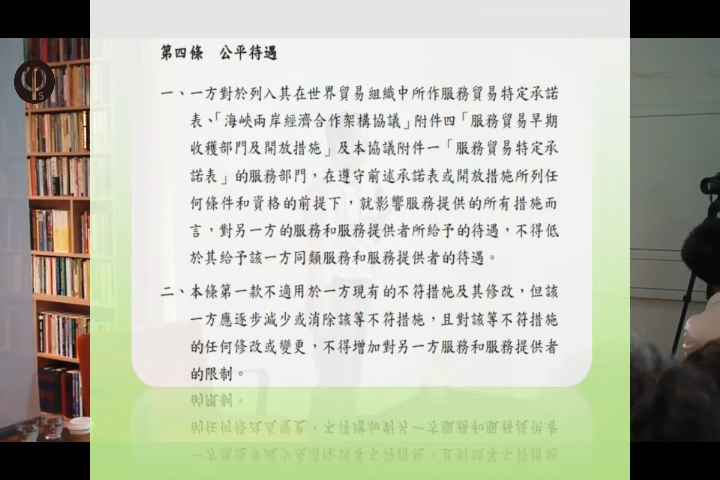 第四條 公平待遇
一、一方對於列入其在世界貿易組織中所作服務貿易特定承諾
表、「海峽兩岸經濟合作架構協議」附件四「服務貿易早期
收穫部門及開放措施」及本協議附件一「服務貿易特定承
諾表」的服務部門，在遵守前述承諾表或開放措施所列任
何條件和資格的前提下，就影響服務提供的所有措施而
言，對另一方的服務和服務提供者所給予的待遇，不得低
於其給予該一方同類服務和服務提供者的待遇。
二、本條第一款不適用於一方現有的不符措施及其修改，但該
一方應逐步減少或消除該等不符措施，且對該等不符措施
的任何修改或變更，不得增加對另一方服務和服務提供者
的限制。